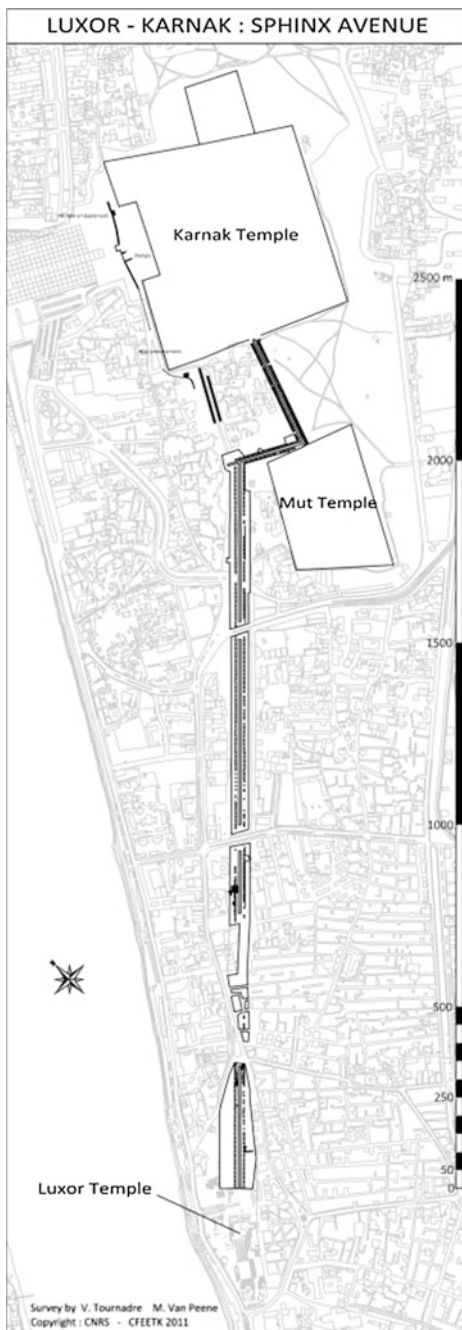 LUXOR - KARNAK : SPHINX AVENUE
Karnak Temple
2500 m
2000
Mut Temple
1500
1000
500
250
50
0
Luxor Temple
Survey by V. Tournadre M. Van Peene
Copyright : CNRS - CFEETK 2011